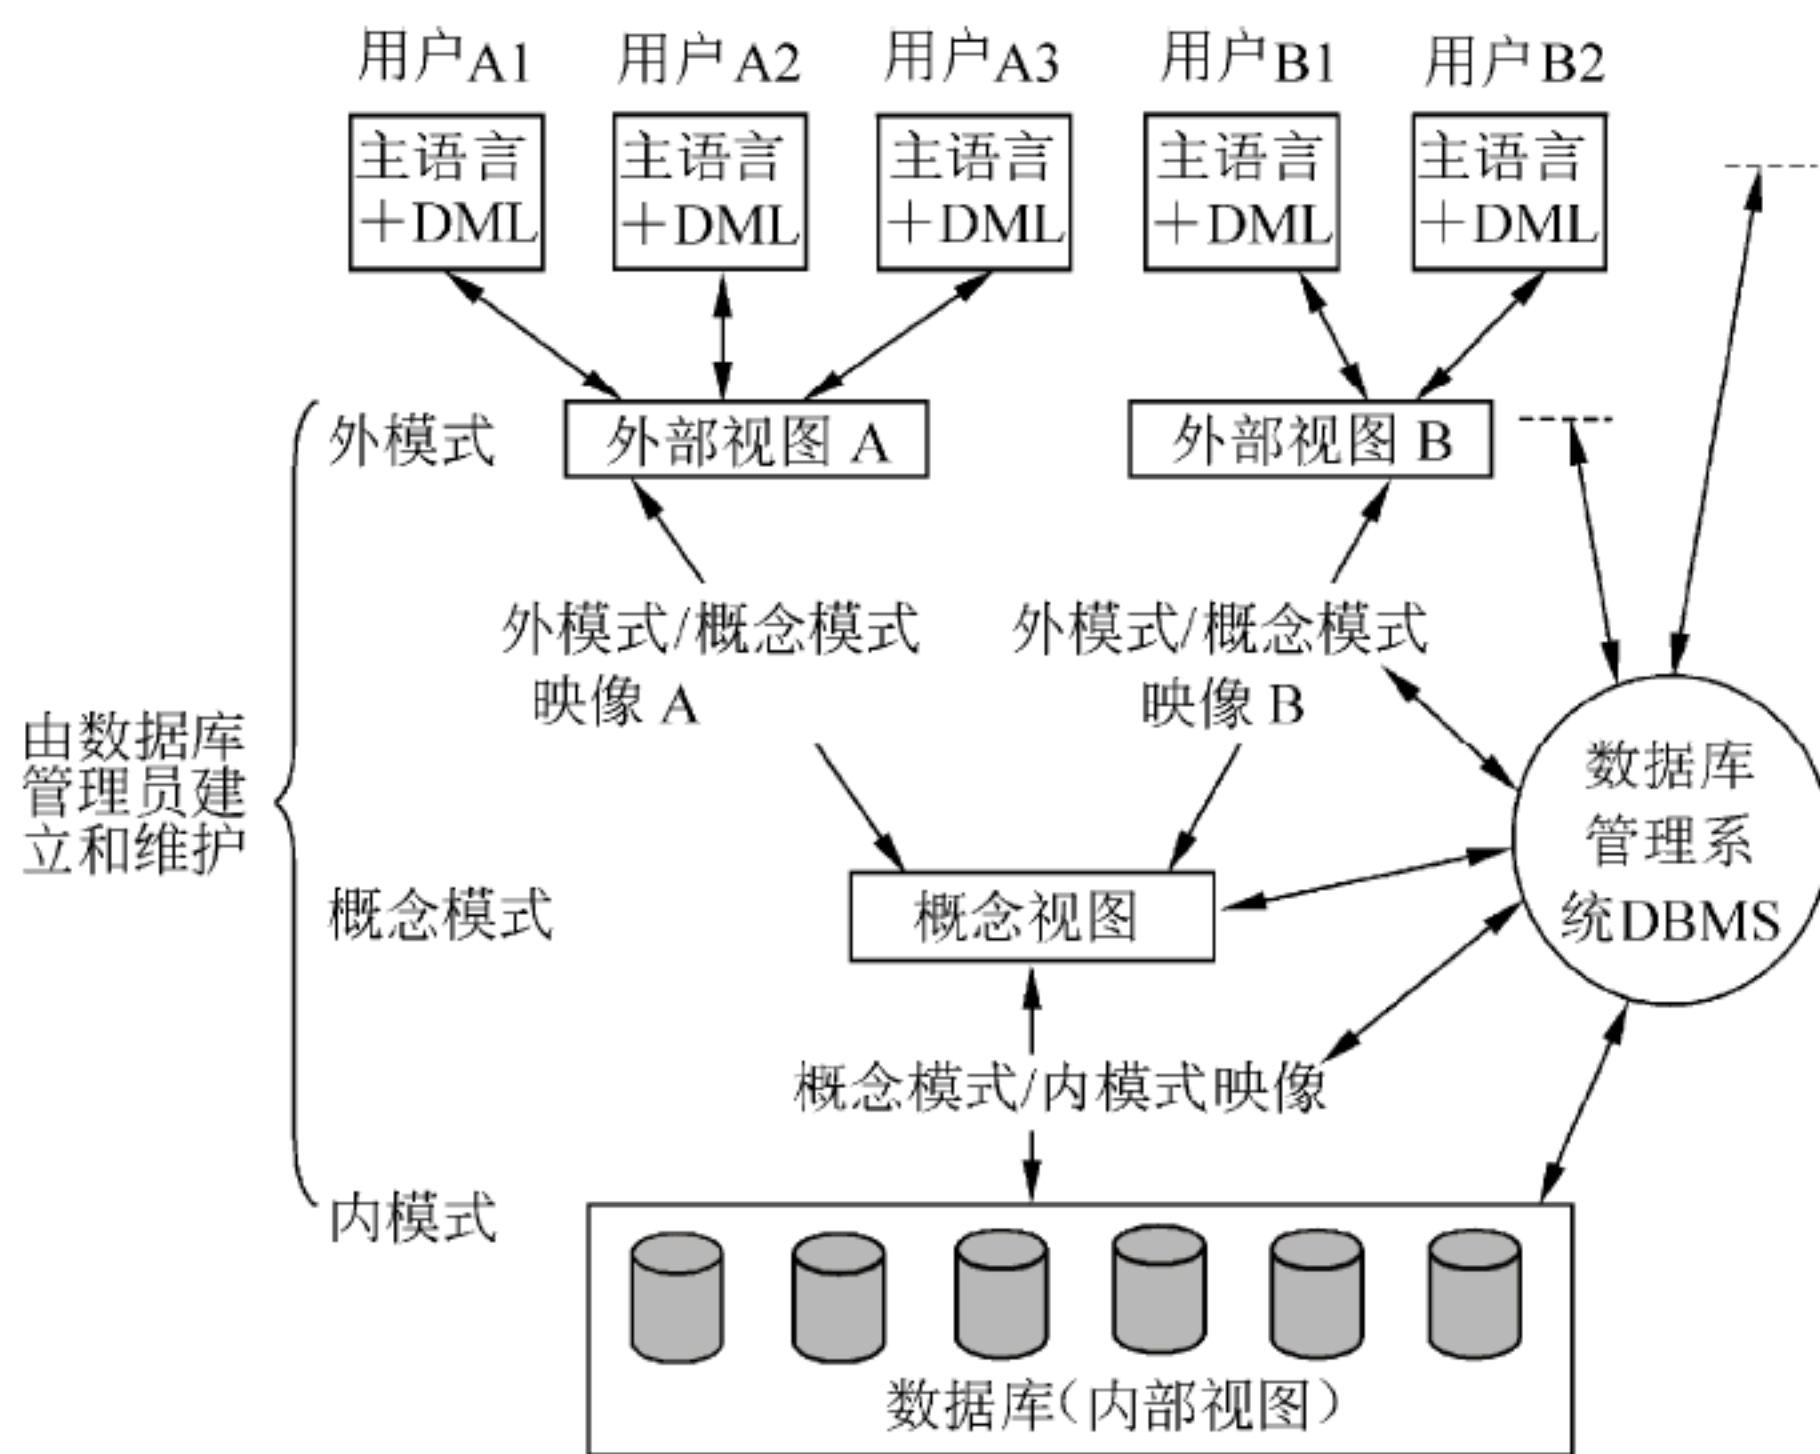 用户A1
用户A2
用户A3
用户B1
用户B2
主语言
+DML
主语言
+DML
主语言
+DML
主语言
+DML
主语言
+DML
外模式
外部视图 A
外部视图 B
外模式/概念模式
映像 A
外模式/概念模式
映像 B
由数据库
管理员建
立和维护
数据库
管理系
统DBMS
概念模式
概念视图
概念模式/内模式映像
内模式
数据库(内部视图)